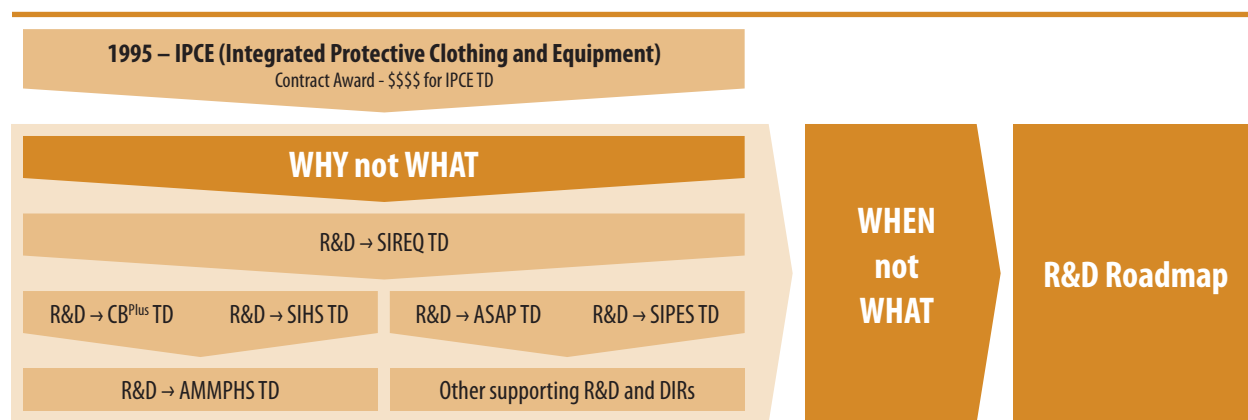 1995 – IPCE (Integrated Protective Clothing and Equipment)
Contract Award - $$$$ for IPCE TD
WHY not WHAT
R&D → SIREQ TD
R&D → CBPlus TD
R&D → SIHS TD
R&D → ASAP TD
R&D → SIPES TD
R&D → AMMPHS TD
Other supporting R&D and DIRs
WHEN
not
WHAT
R&D Roadmap